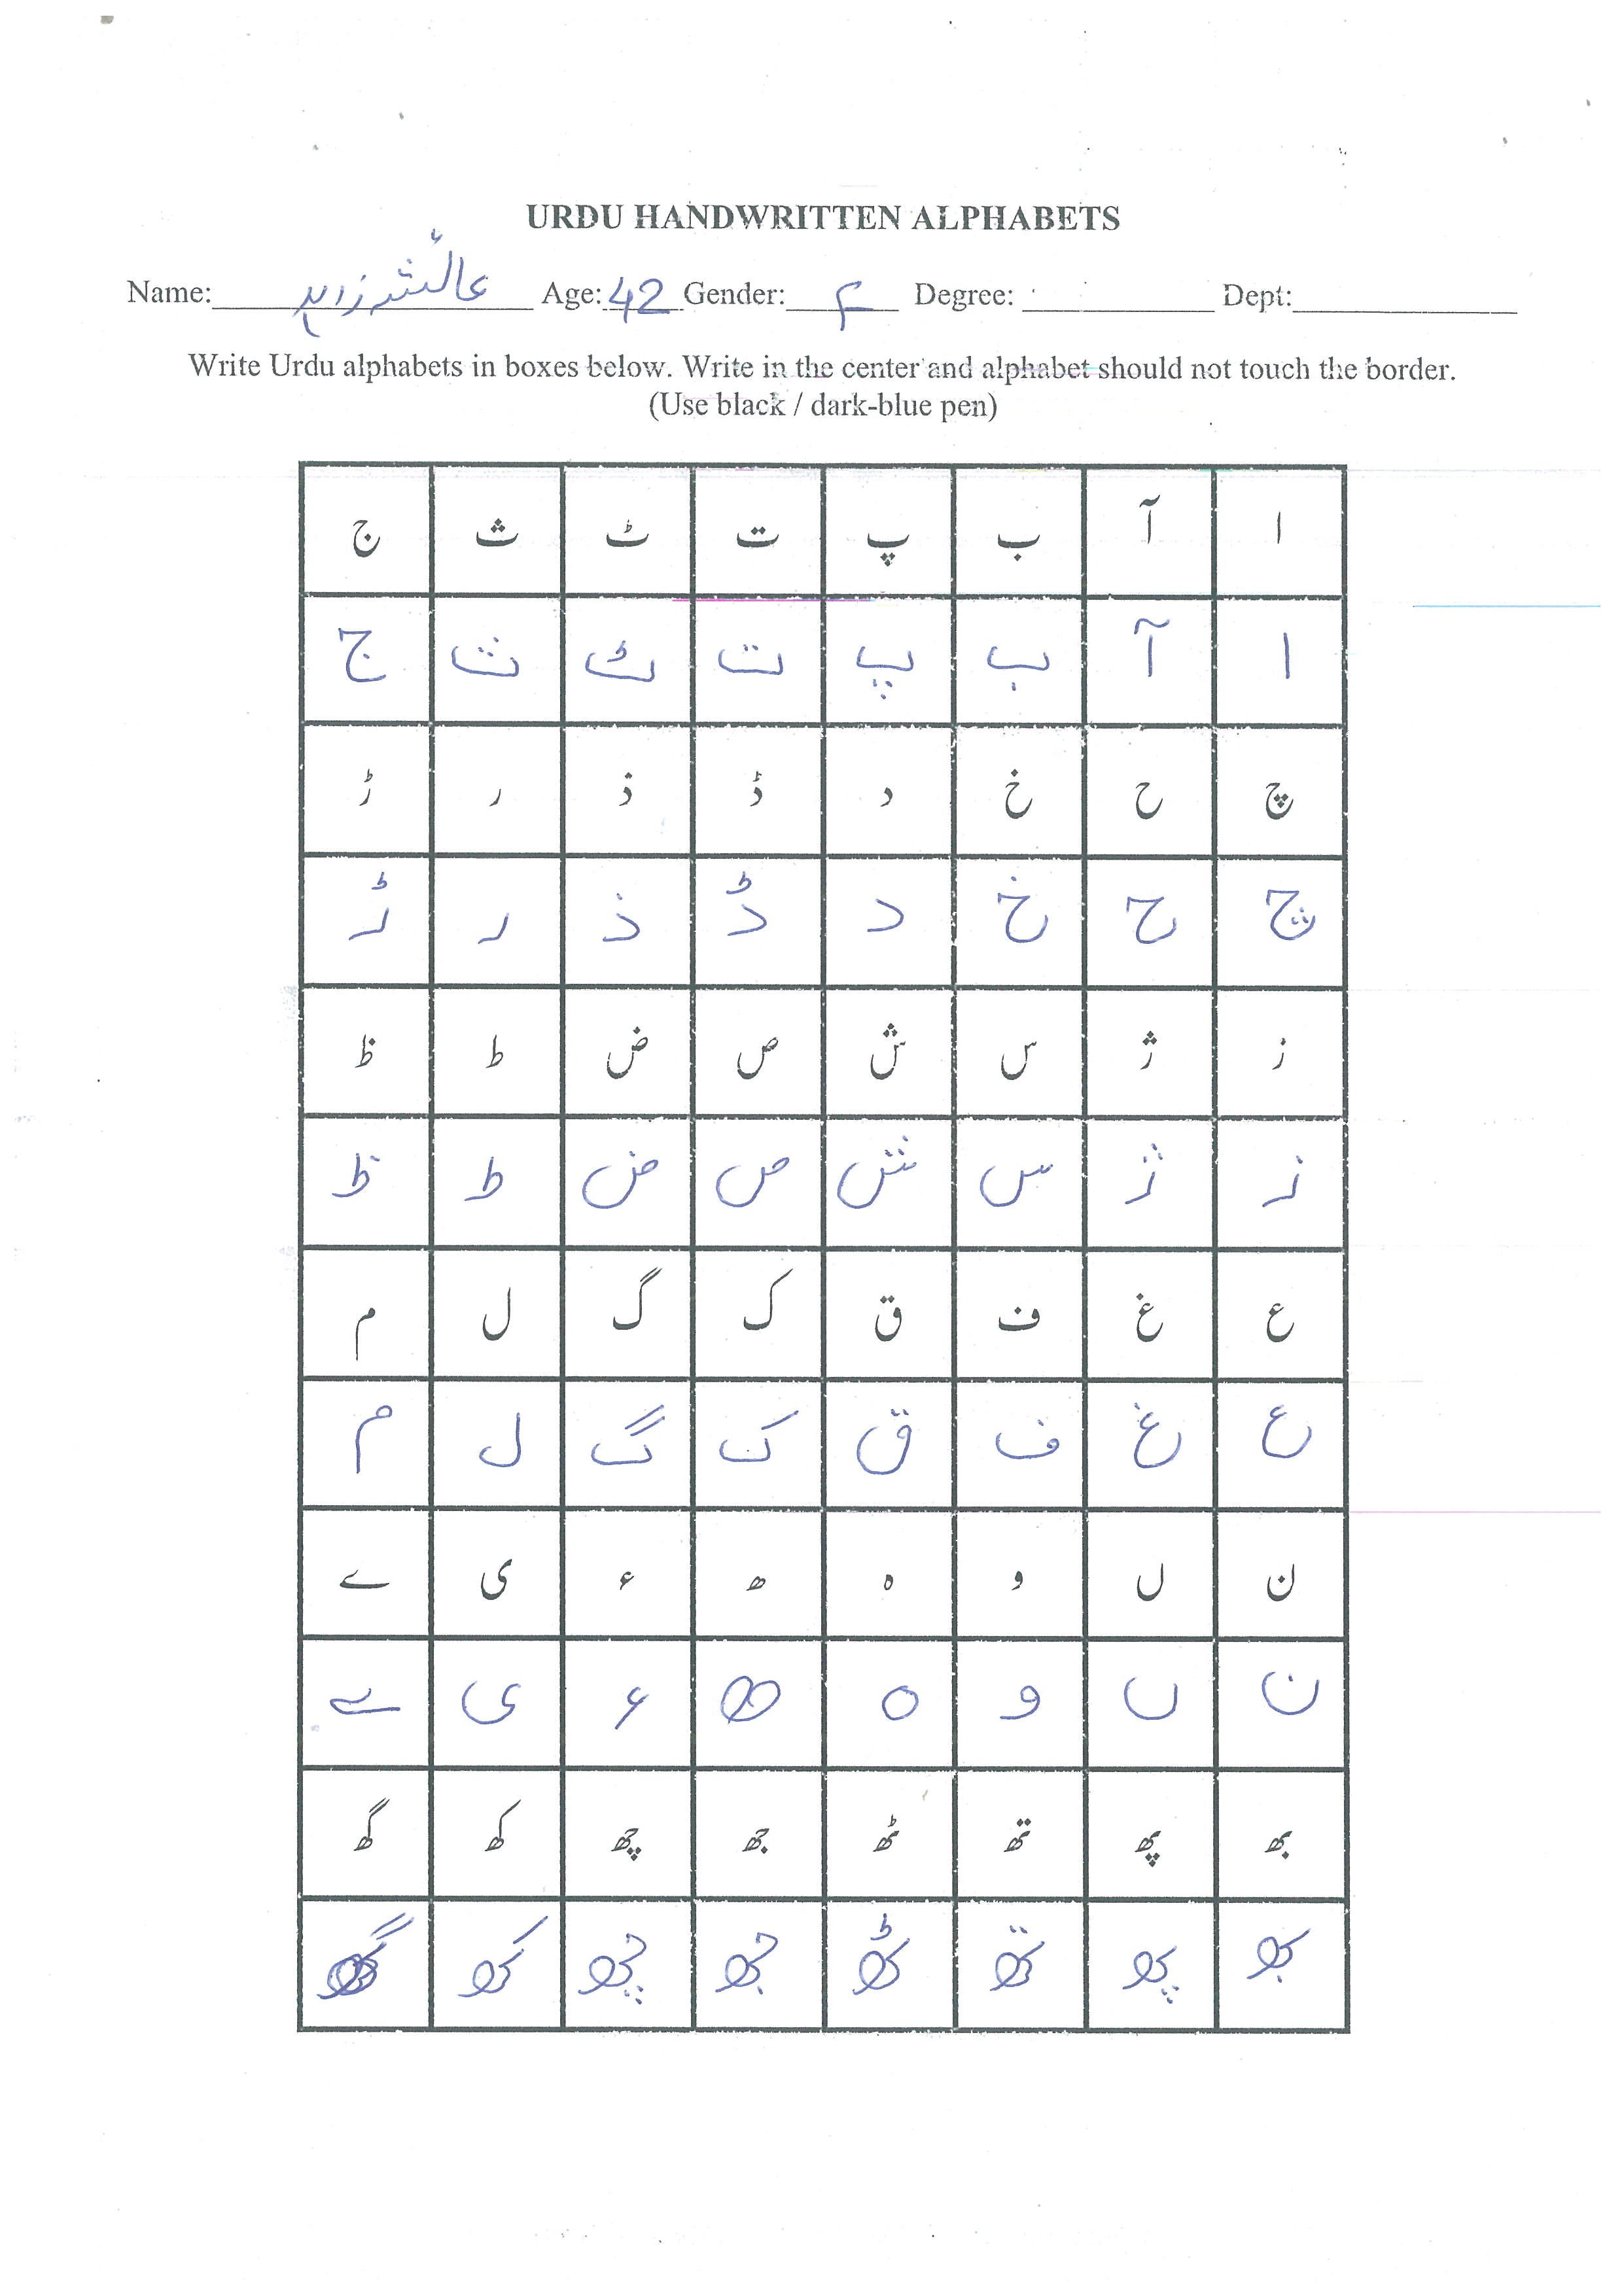 URDU HANDWRITTEN ALPHABETS
Name: عائشہ زاہد Age: 42 Gender: F Degree: Dept:
Write Urdu alphabets in boxes below. Write in the center and alphabet should not touch the border.
(Use black / dark-blue pen)
ا آ ب پ ت ٹ ث ج
ا آ ب پ ت ٹ ث ج
چ ح خ د ڈ ذ ر ڑ
چ ح خ د ڈ ذ ر ڑ
ز ژ س ش ص ض ط ظ
ز ژ س ش ص ض ط ظ
ع غ ف ق ک گ ل م
ع غ ف ق ک گ ل م
ن ں و ہ ھ ء ی ے
ن ں و ہ ھ ء ی ے
بھ پھ تھ ٹھ جھ چھ کھ گھ
بھ پھ تھ ٹھ جھ چھ کھ گھ